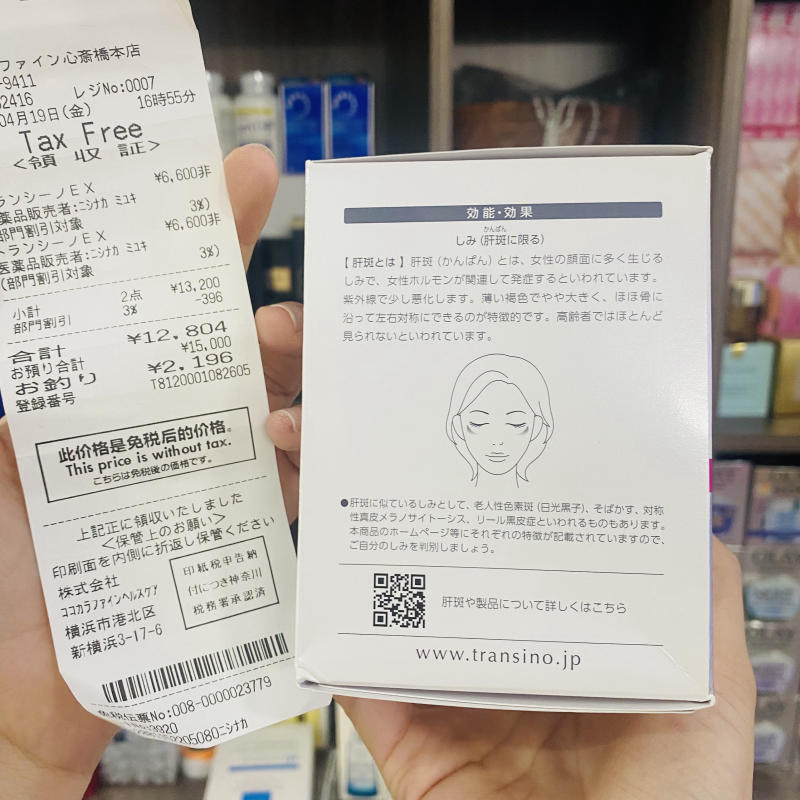 ファイン心斎橋本店
-9411
02416 レジNo:0007
04月19日(金) 16時55分
Tax Free
<領収証>
ランシーノEX ¥6,600非
薬品販売者:ニシナカ ミユキ
部門割引対象 3%)
トランシーノEX ¥6,600非
医薬品販売者:ニシナカ ミユキ
(部門割引対象 3%)
小計 2点 ¥13,200
部門割引 3% -396
合計 ¥12,804
お預り合計 ¥15,000
お釣り ¥2,196
登録番号 T8120001082605
此价格是免税后的价格。
This price is without tax.
こちらは免税後の価格です。
上記正に領収いたしました
<保管上のお願い>
印刷面を内側に折返し保管ください
株式会社
ココカラファインヘルスケア
横浜市港北区
新横浜3-17-6
印紙税申告納
付につき神奈川
税務署承認済
No:008-0000023779
効能・効果
かんぱん
しみ(肝斑に限る)
【肝斑とは】肝斑(かんぱん)とは、女性の顔面に多く生じる
しみで、女性ホルモンが関連して発症するといわれています。
紫外線で少し悪化します。薄い褐色でやや大きく、ほほ骨に
沿って左右対称にできるのが特徴的です。高齢者ではほとんど
見られないといわれています。
●肝斑に似ているしみとして、老人性色素斑(日光黒子)、そばかす、対称
性真皮メラノサイトーシス、リール黒皮症といわれるものもあります。
本商品のホームページ等にそれぞれの特徴が記載されていますので、
ご自分のしみを判別しましょう。
肝斑や製品について詳しくはこちら
www.transino.jp